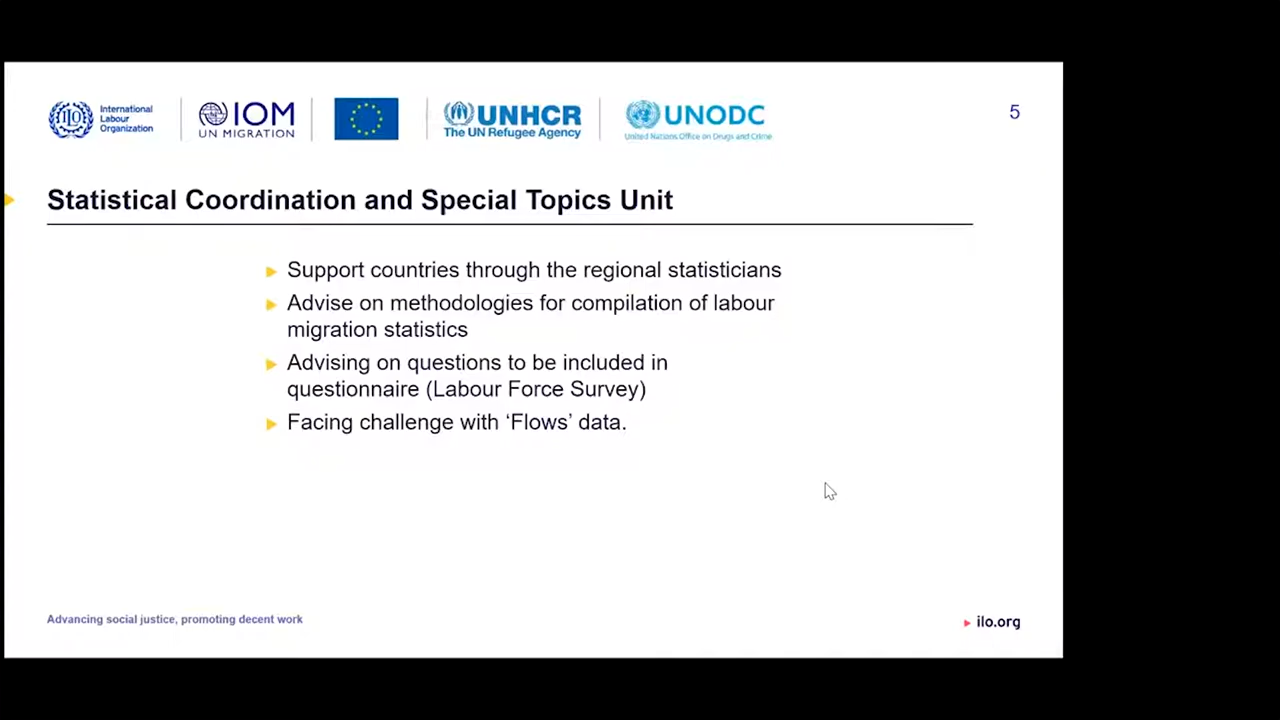 International
Labour
Organization
IOM
UN MIGRATION
UNHCR
The UN Refugee Agency
UNODC
United Nations Office on Drugs and Crime
5
Statistical Coordination and Special Topics Unit
Support countries through the regional statisticians
Advise on methodologies for compilation of labour
migration statistics
Advising on questions to be included in
questionnaire (Labour Force Survey)
Facing challenge with ‘Flows’ data.
Advancing social justice, promoting decent work
ilo.org